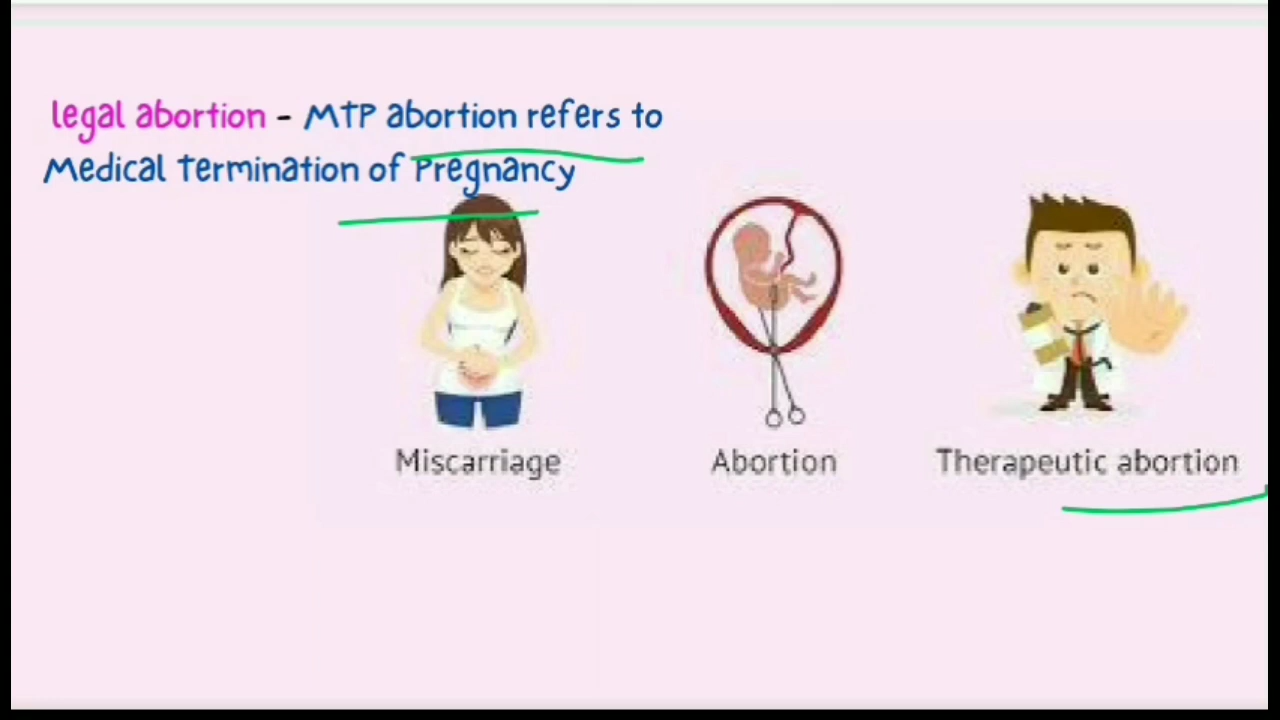 legal abortion - MTP abortion refers to
Medical Termination of Pregnancy
Miscarriage
Abortion
Therapeutic abortion